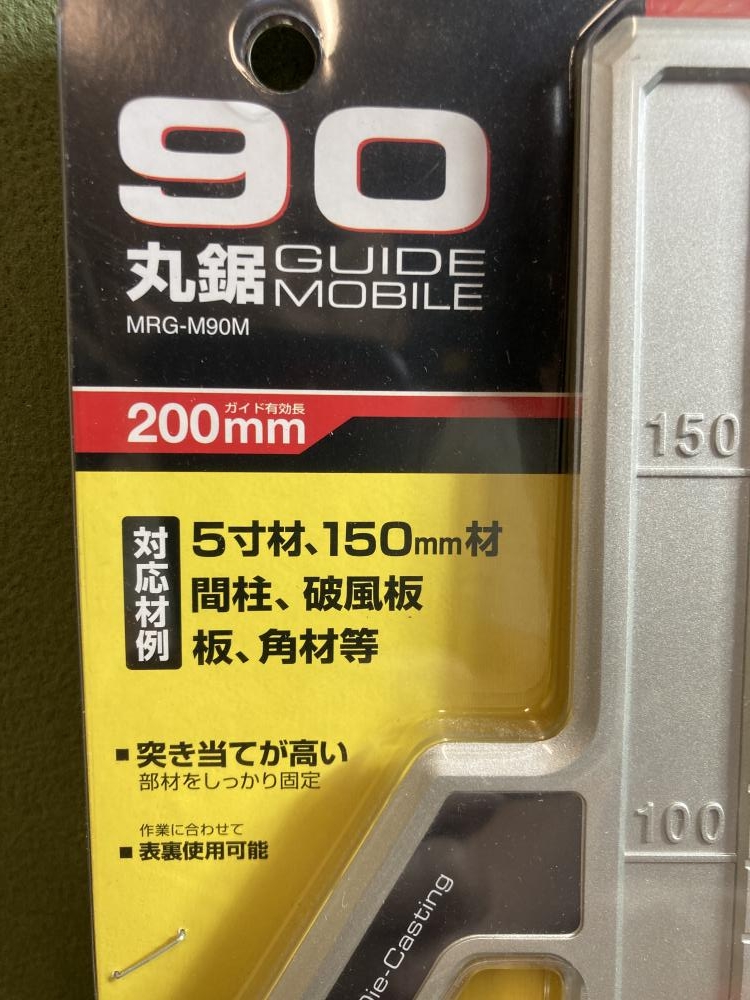 90
丸鋸 GUIDE MOBILE
MRG-M90M
ガイド有効長
200mm
対応材例
5寸材、150mm材
間柱、破風板
板、角材等
■突き当てが高い
部材をしっかり固定
作業に合わせて
■表裏使用可能
150
100
Die-Casting